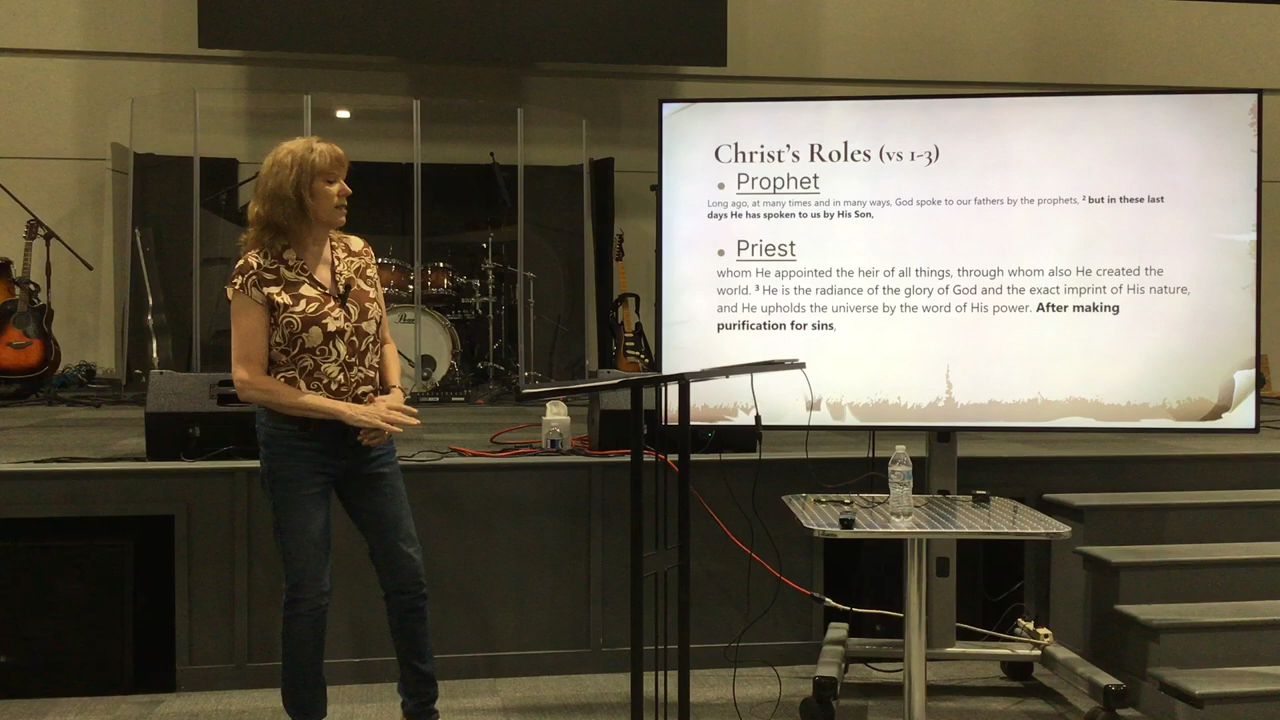 Christ's Roles (vs 1-3)
• Prophet
Long ago, at many times and in many ways, God spoke to our fathers by the prophets, ² but in these last
days He has spoken to us by His Son,
• Priest
whom He appointed the heir of all things, through whom also He created the
world. ³ He is the radiance of the glory of God and the exact imprint of His nature,
and He upholds the universe by the word of His power. After making
purification for sins,